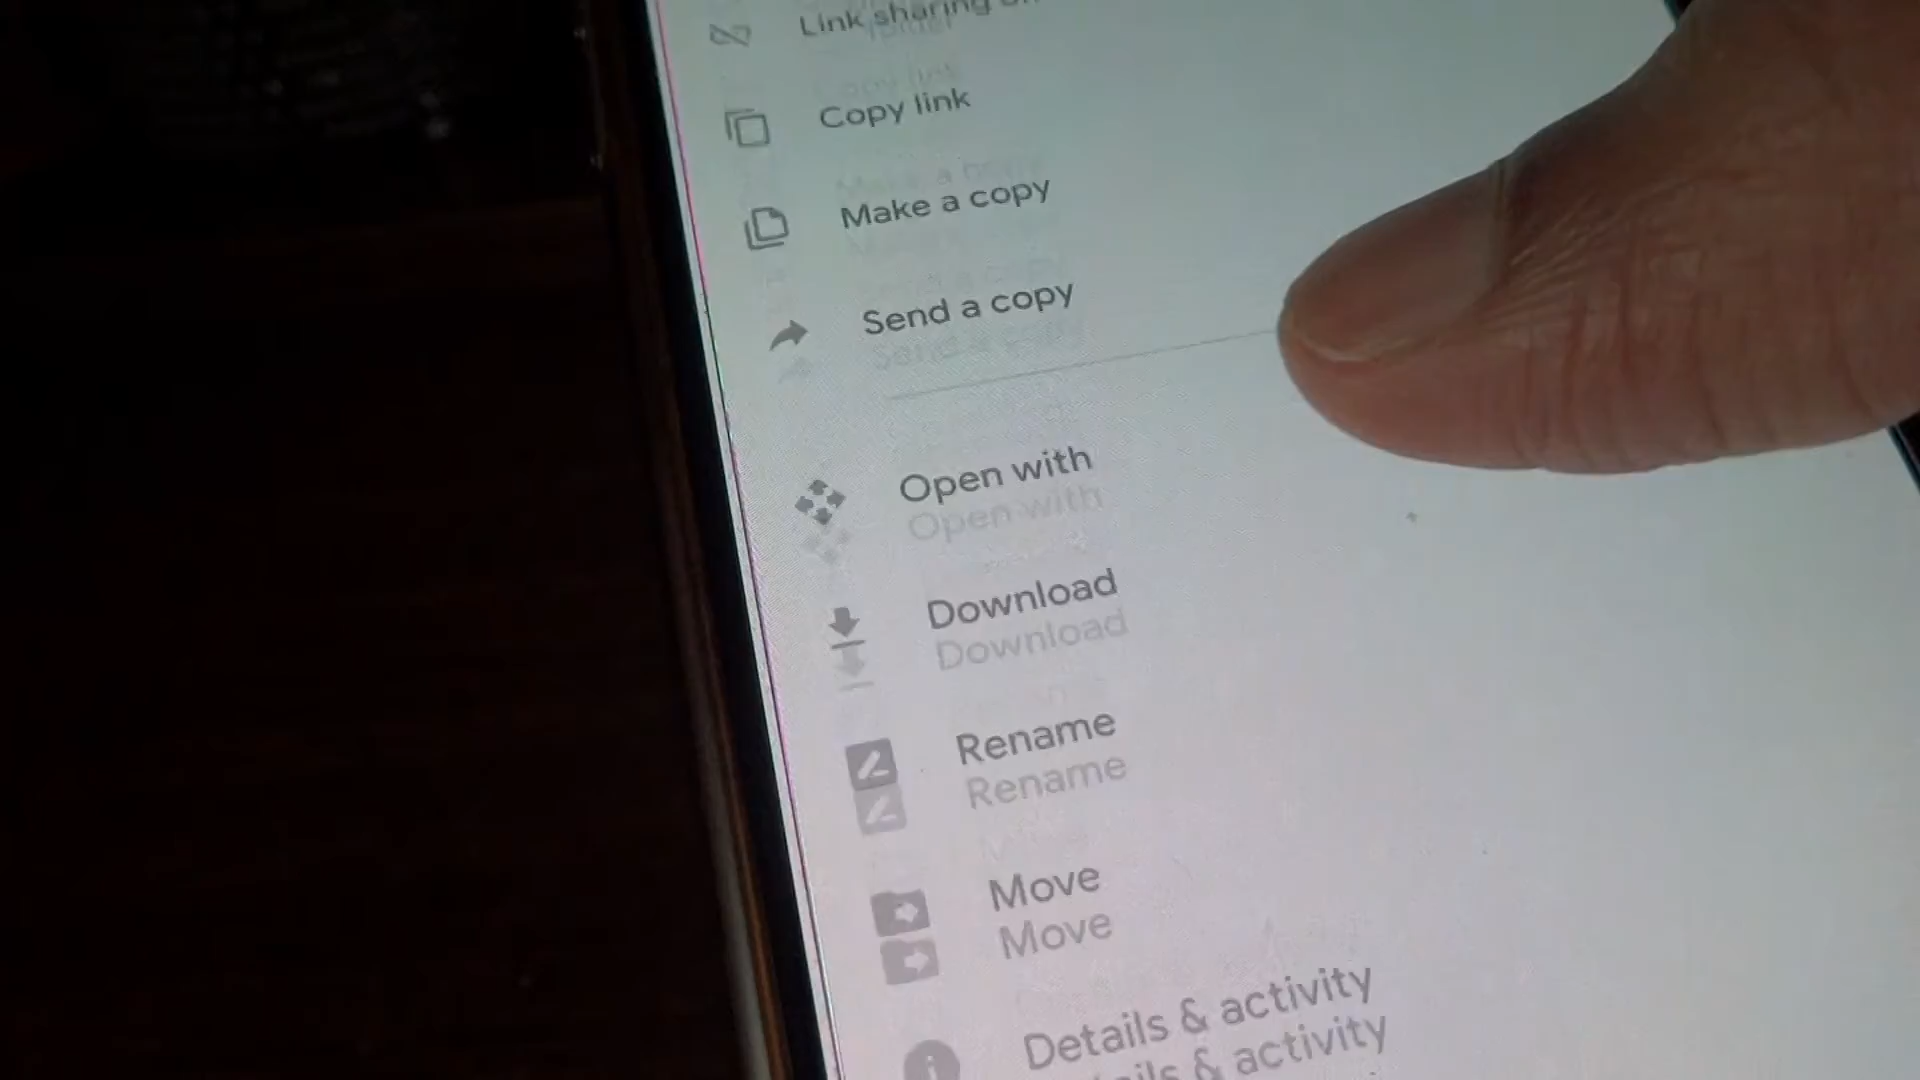 Link sharing
Copy link
Make a copy
Send a copy
Open with
Download
Rename
Move
Details & activity